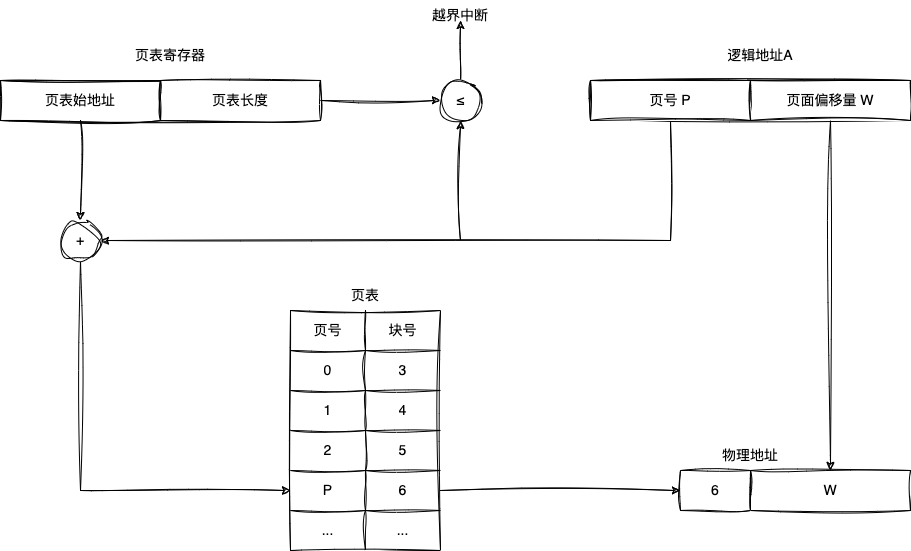 越界中断
页表寄存器
逻辑地址A
页表始地址 页表长度
≤
页号 P 页面偏移量 W
+
页表
页号 块号
0 3
1 4
2 5
P 6
... ...
物理地址
6 W